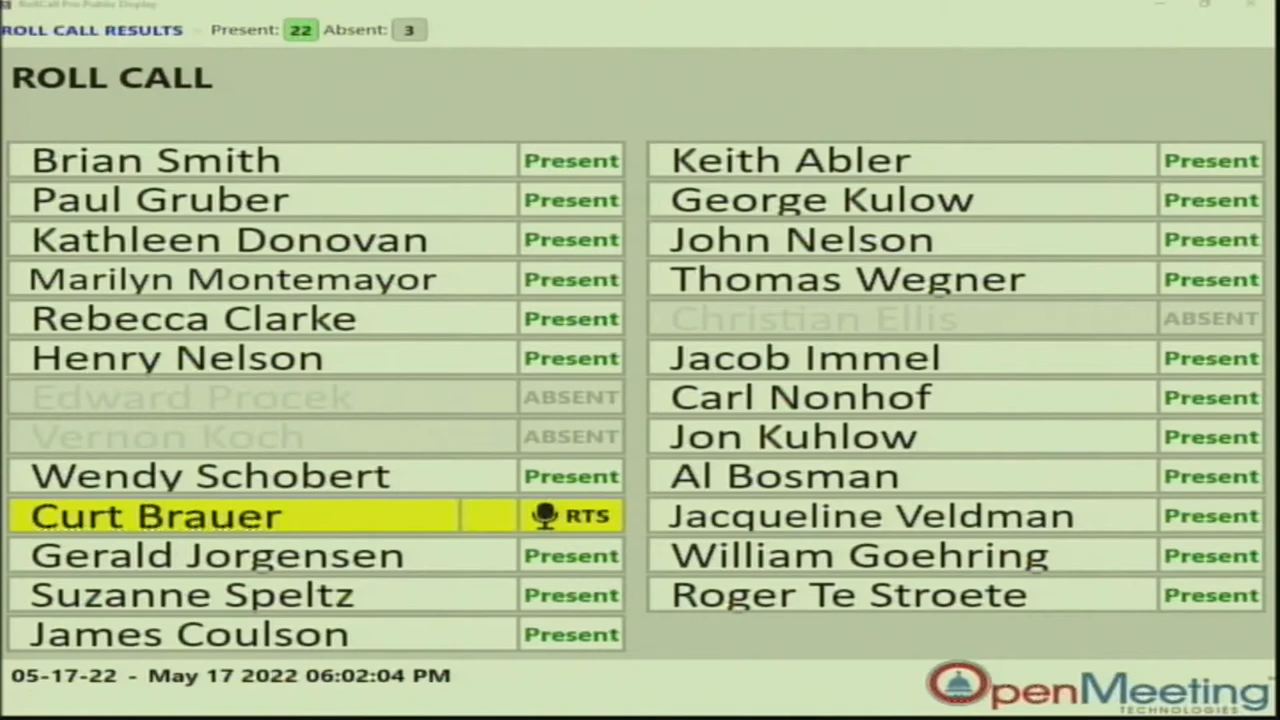 RollCall Pro Public Display
ROLL CALL RESULTS - Present: 22 Absent: 3
ROLL CALL
Brian Smith Present
Paul Gruber Present
Kathleen Donovan Present
Marilyn Montemayor Present
Rebecca Clarke Present
Henry Nelson Present
Edward Procek ABSENT
Vernon Koch ABSENT
Wendy Schobert Present
Curt Brauer RTS
Gerald Jorgensen Present
Suzanne Speltz Present
James Coulson Present
Keith Abler Present
George Kulow Present
John Nelson Present
Thomas Wegner Present
Christian Ellis ABSENT
Jacob Immel Present
Carl Nonhof Present
Jon Kuhlow Present
Al Bosman Present
Jacqueline Veldman Present
William Goehring Present
Roger Te Stroete Present
05-17-22 - May 17 2022 06:02:04 PM
OpenMeeting
TECHNOLOGIES